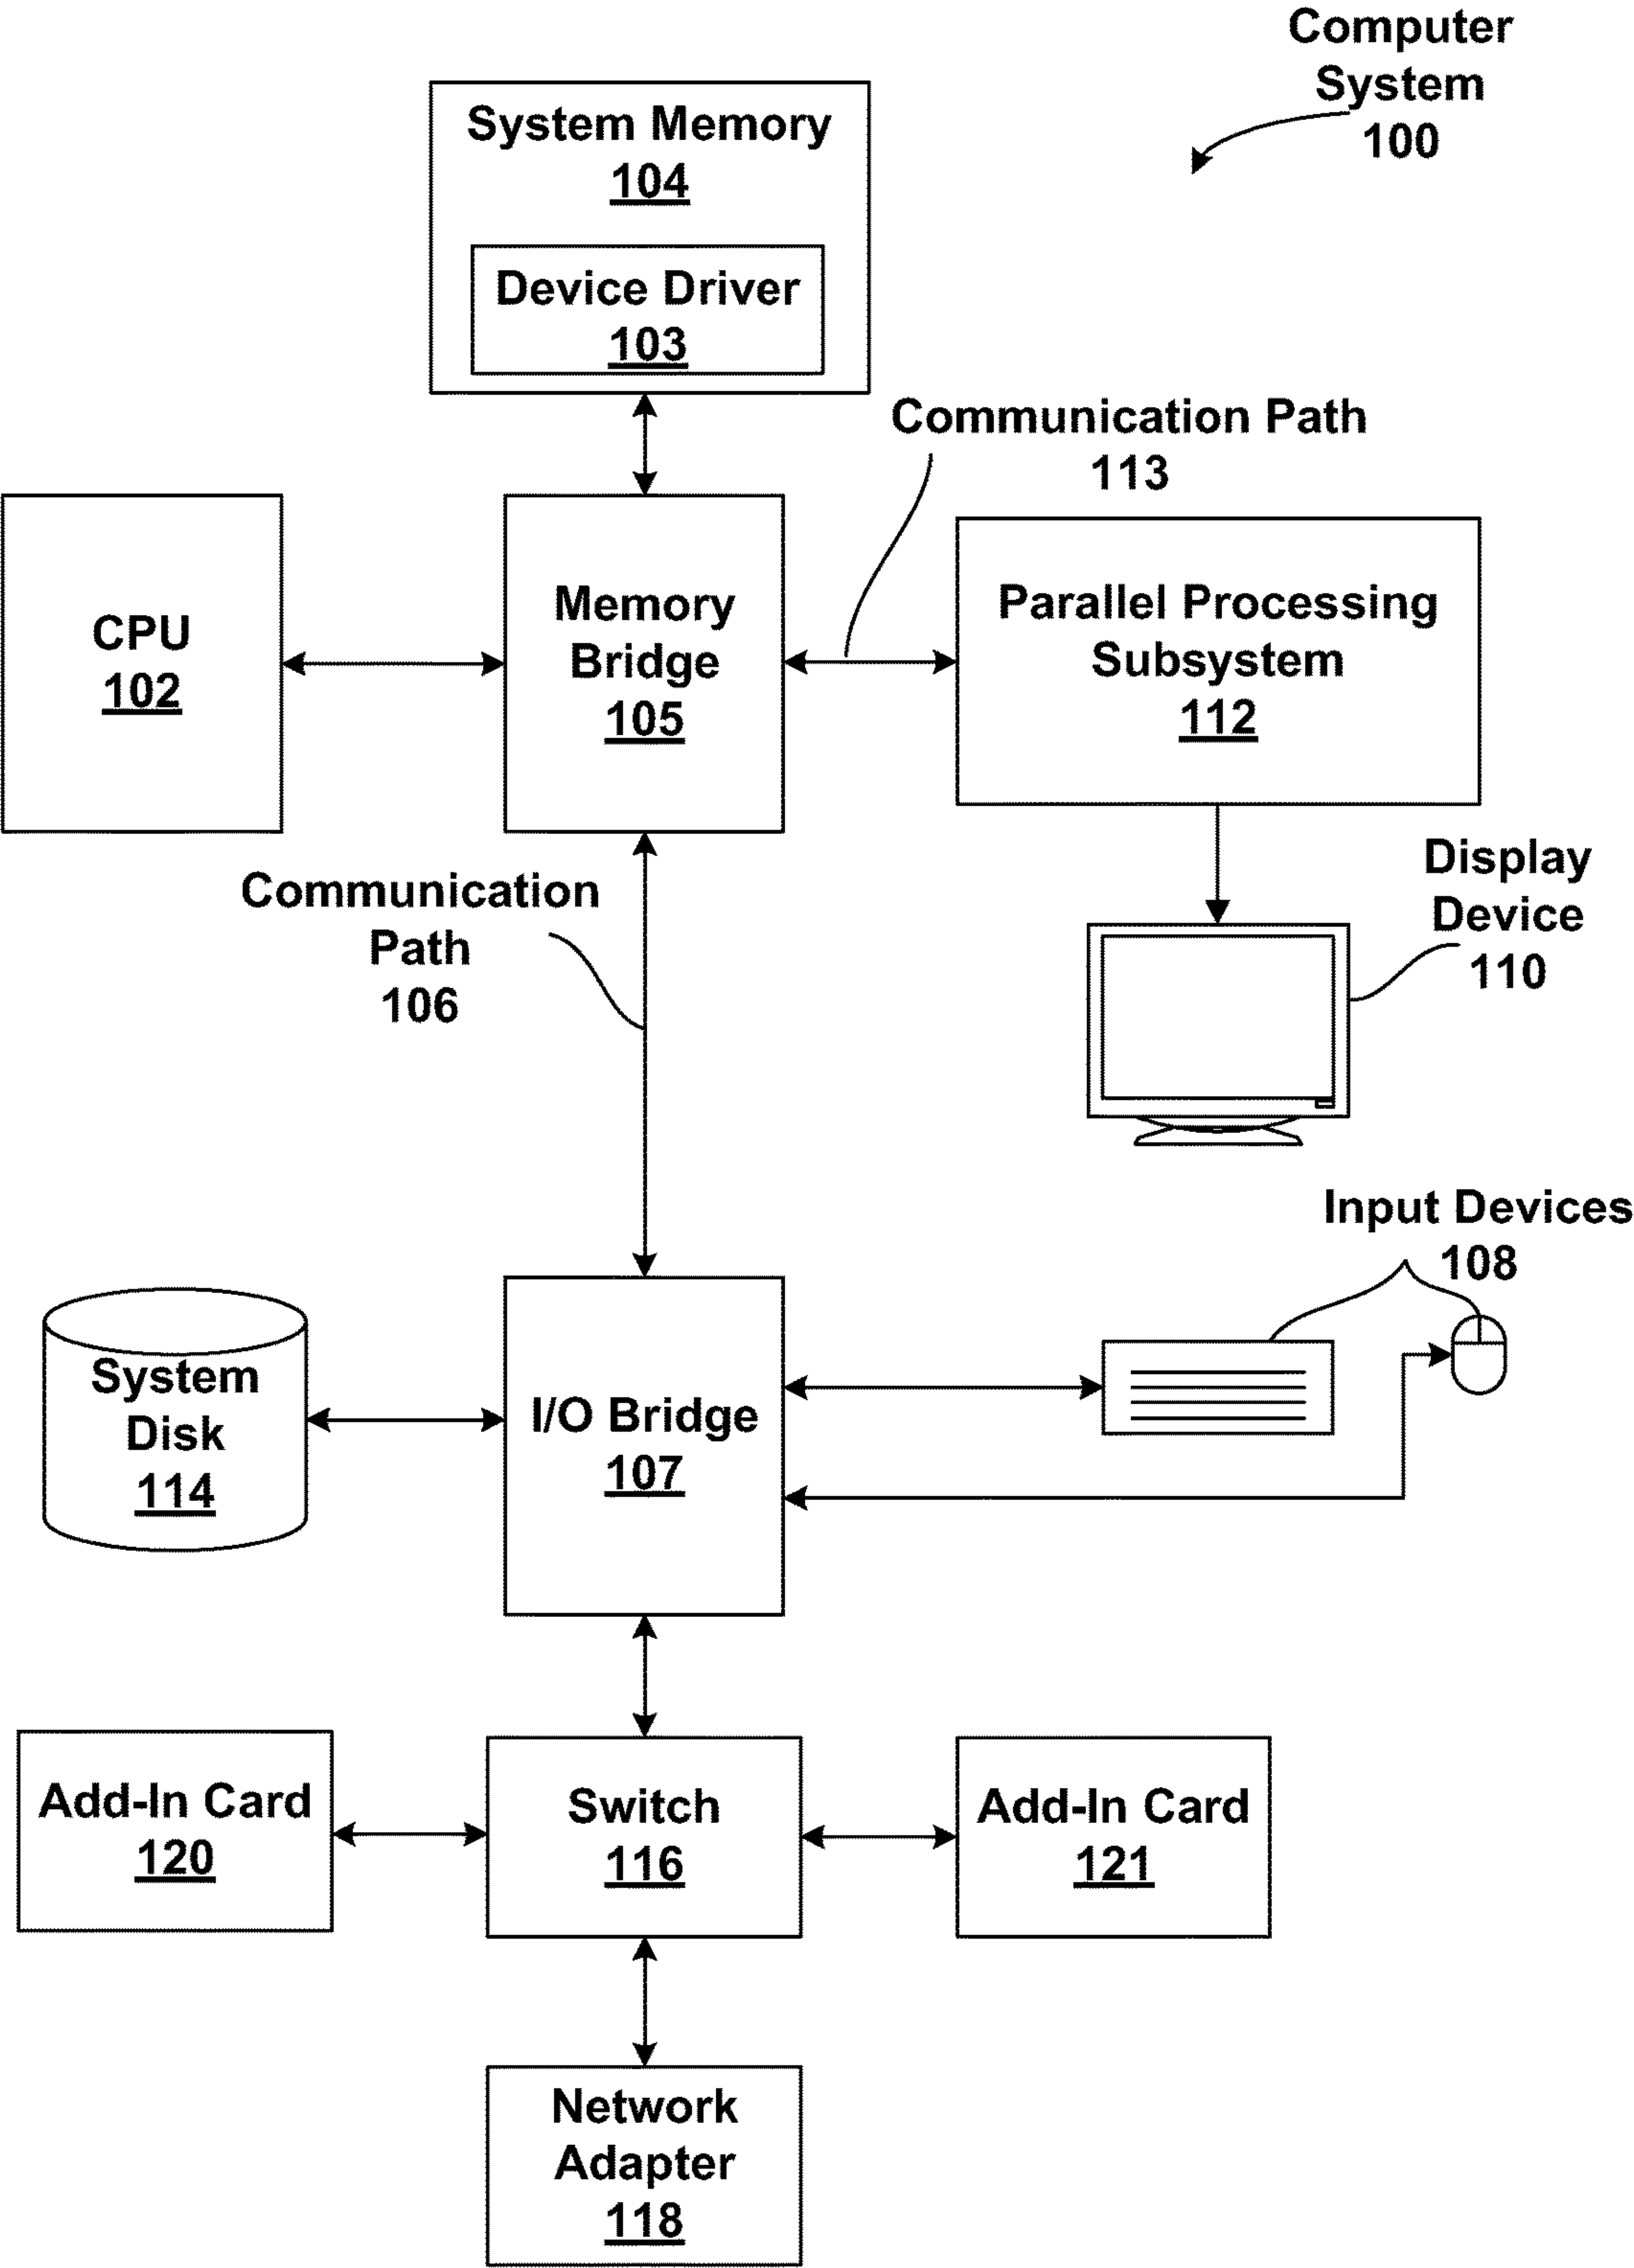 Computer
System
100
System Memory
104
Device Driver
103
Communication Path
113
CPU
102
Memory
Bridge
105
Parallel Processing
Subsystem
112
Communication
Path
106
Display
Device
110
Input Devices
108
System
Disk
114
I/O Bridge
107
Add-In Card
120
Switch
116
Add-In Card
121
Network
Adapter
118